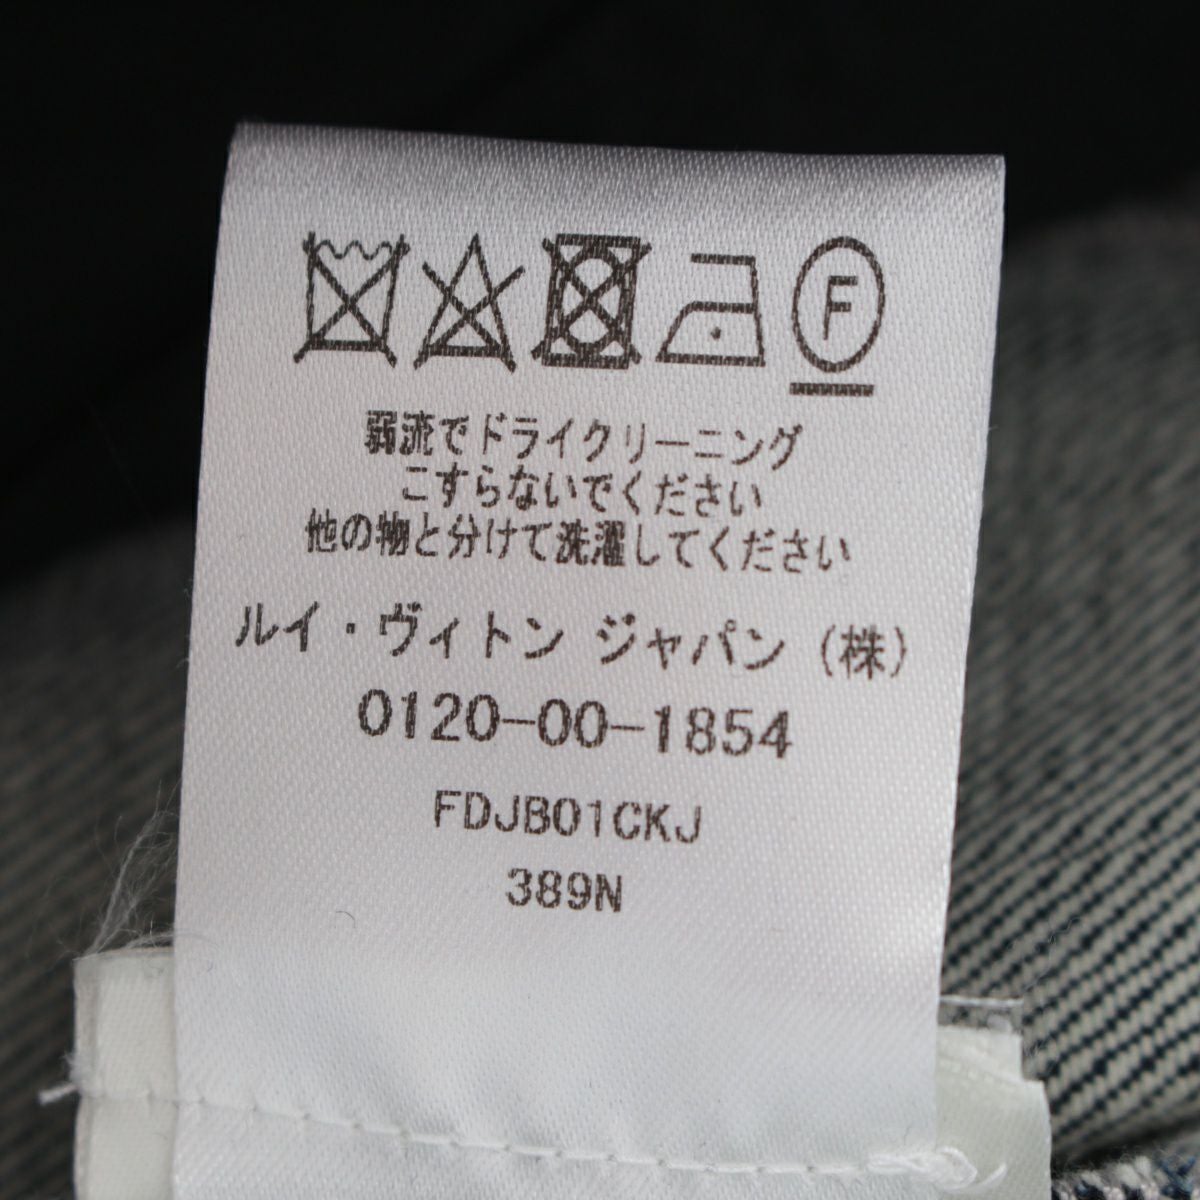 F
弱流でドライクリーニング
こすらないでください
他の物と分けて洗濯してください
ルイ・ヴィトン ジャパン (株)
0120-00-1854
FDJB01CKJ
389N